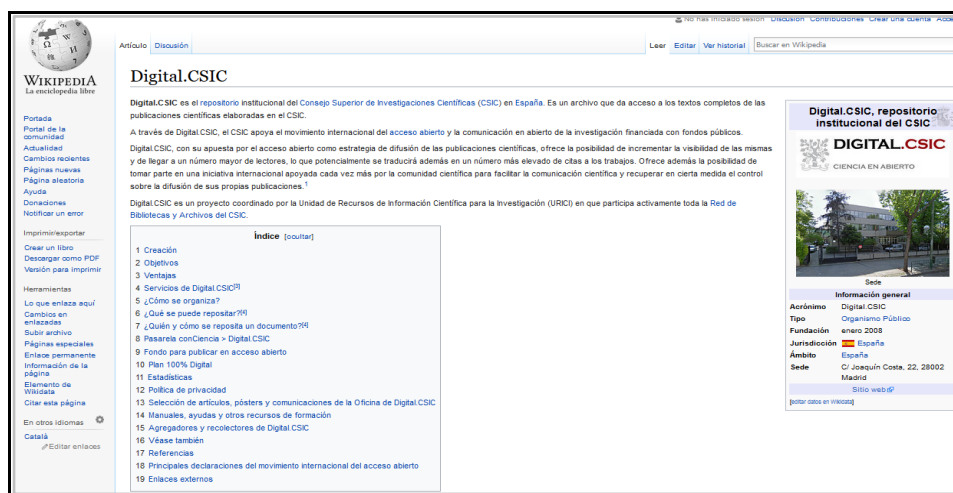 No has iniciado sesión Discusión Contribuciones Crear una cuenta Acce
Artículo Discusión
Leer Editar Ver historial Buscar en Wikipedia
WIKIPEDIA
La enciclopedia libre
Portada
Portal de la
comunidad
Actualidad
Cambios recientes
Páginas nuevas
Página aleatoria
Ayuda
Donaciones
Notificar un error
Imprimir/exportar
Crear un libro
Descargar como PDF
Versión para imprimir
Herramientas
Lo que enlaza aquí
Cambios en
enlazadas
Subir archivo
Páginas especiales
Enlace permanente
Información de la
página
Elemento de
Wikidata
Citar esta página
En otros idiomas
Català
Editar enlaces
Digital.CSIC
Digital.CSIC es el repositorio institucional del Consejo Superior de Investigaciones Científicas (CSIC) en España. Es un archivo que da acceso a los textos completos de las
publicaciones científicas elaboradas en el CSIC.
A través de Digital.CSIC, el CSIC apoya el movimiento internacional del acceso abierto y la comunicación en abierto de la investigación financiada con fondos públicos.
Digital.CSIC, con su apuesta por el acceso abierto como estrategia de difusión de las publicaciones científicas, ofrece la posibilidad de incrementar la visibilidad de las mismas
y de llegar a un número mayor de lectores, lo que potencialmente se traducirá además en un número más elevado de citas a los trabajos. Ofrece además la posibilidad de
tomar parte en una iniciativa internacional apoyada cada vez más por la comunidad científica para facilitar la comunicación científica y recuperar en cierta medida el control
sobre la difusión de sus propias publicaciones.1
Digital.CSIC es un proyecto coordinado por la Unidad de Recursos de Información Científica para la Investigación (URICI) en que participa activamente toda la Red de
Bibliotecas y Archivos del CSIC.
Índice [ocultar]
1 Creación
2 Objetivos
3 Ventajas
4 Servicios de Digital.CSIC[3]
5 ¿Cómo se organiza?
6 ¿Qué se puede repositar?[4]
7 ¿Quién y cómo se reposita un documento?[4]
8 Pasarela conCiencia > Digital.CSIC
9 Fondo para publicar en acceso abierto
10 Plan 100% Digital
11 Estadísticas
12 Política de privacidad
13 Selección de artículos, pósters y comunicaciones de la Oficina de Digital.CSIC
14 Manuales, ayudas y otros recursos de formación
15 Agregadores y recolectores de Digital.CSIC
16 Véase también
17 Referencias
18 Principales declaraciones del movimiento internacional del acceso abierto
19 Enlaces externos
Digital.CSIC, repositorio
institucional del CSIC
DIGITAL.CSIC
CIENCIA EN ABIERTO
Sede
Información general
Acrónimo Digital.CSIC
Tipo Organismo Público
Fundación enero 2008
Jurisdicción España
Ámbito España
Sede C/ Joaquín Costa, 22, 28002
Madrid
Sitio web
[editar datos en Wikidata]